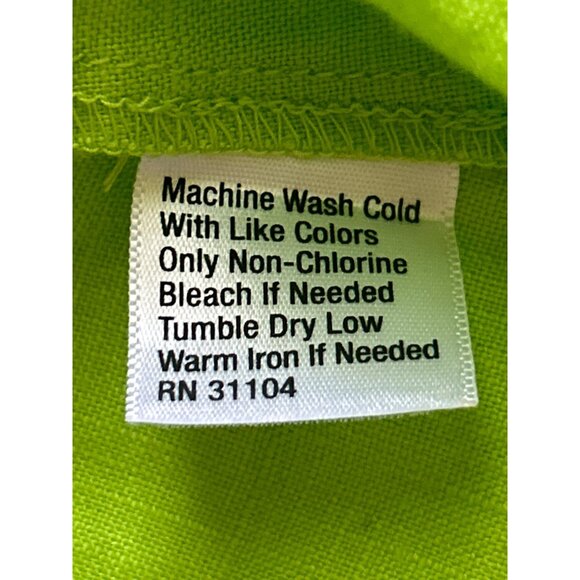 Machine Wash Cold
With Like Colors
Only Non-Chlorine
Bleach If Needed
Tumble Dry Low
Warm Iron If Needed
RN 31104